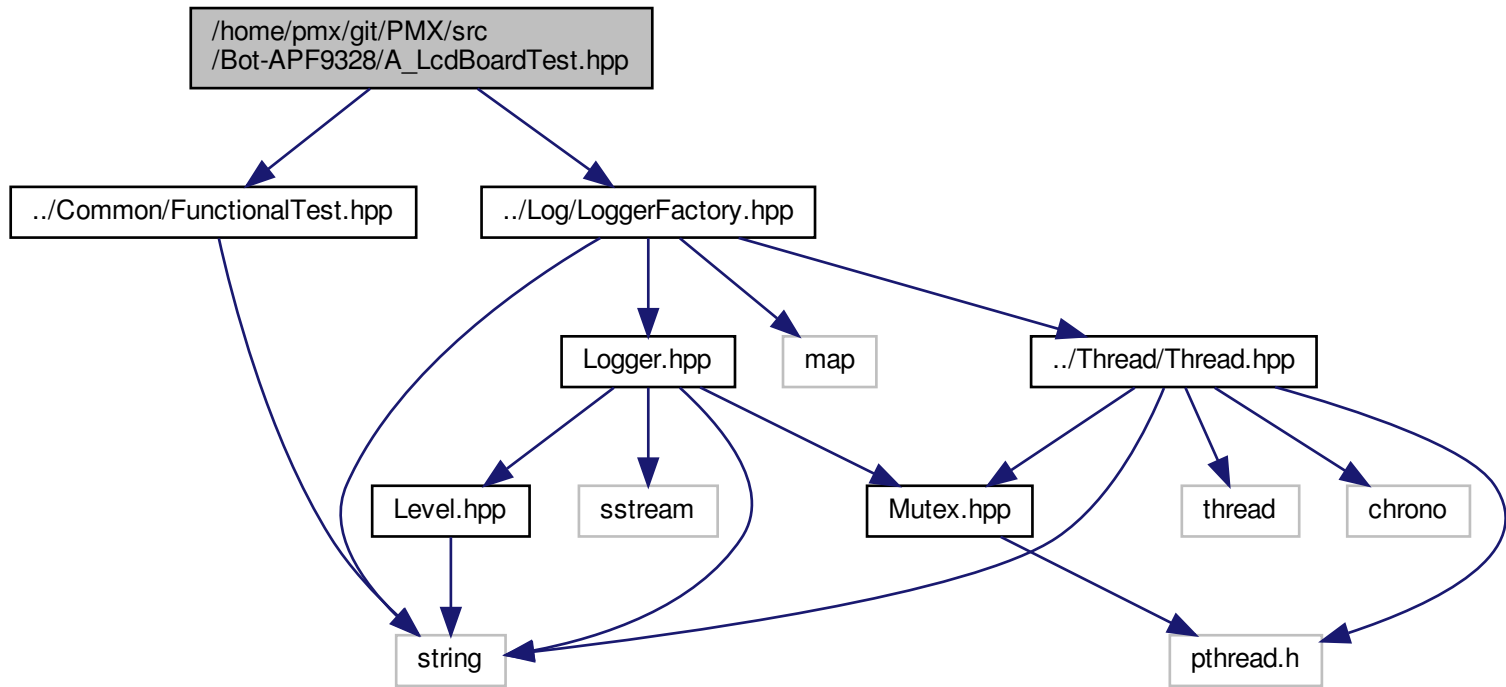 /home/pmx/git/PMX/src
/Bot-APF9328/A_LcdBoardTest.hpp
../Common/FunctionalTest.hpp
../Log/LoggerFactory.hpp
Logger.hpp
map
../Thread/Thread.hpp
Level.hpp
sstream
Mutex.hpp
thread
chrono
string
pthread.h